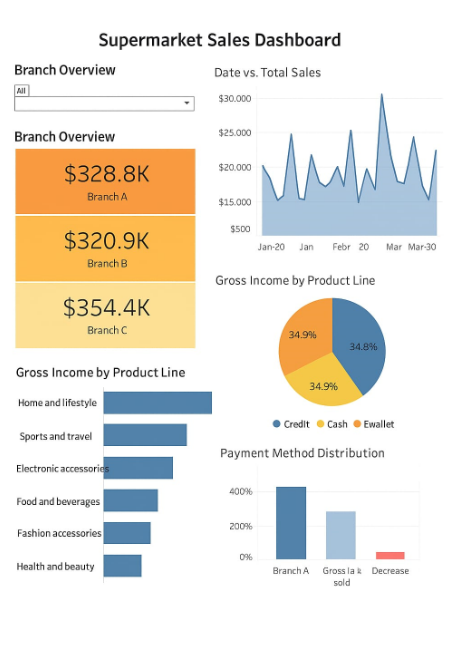 Supermarket Sales Dashboard
Branch Overview
All
Branch Overview
$328.8K
Branch A
$320.9K
Branch B
$354.4K
Branch C
Gross Income by Product Line
Home and lifestyle
Sports and travel
Electronic accessories
Food and beverages
Fashion accessories
Health and beauty
Date vs. Total Sales
$30.000
$25.000
$20.000
$15.000
$500
Jan-20 Jan Febr 20 Mar Mar-30
Gross Income by Product Line
34.9%
34.8%
34.9%
Credit Cash Ewallet
Payment Method Distribution
400%
200%
0%
Branch A Gross Decrease
sold